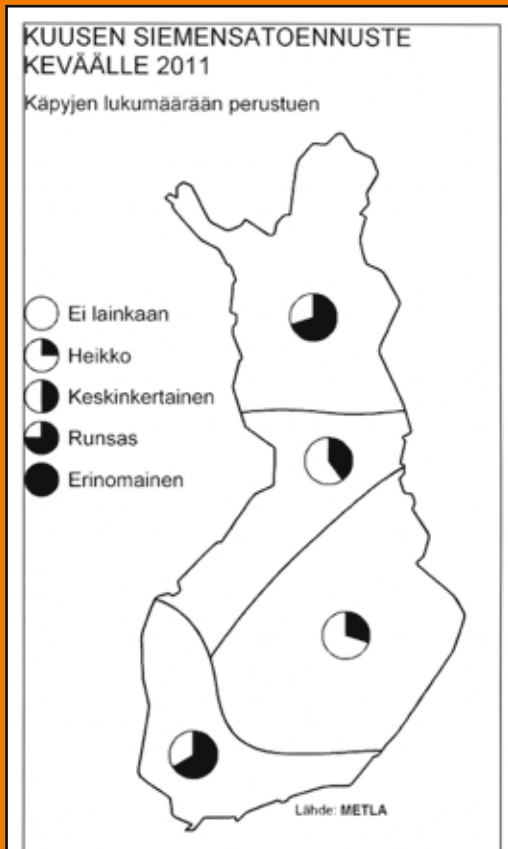 KUUSEN SIEMENSATOENNUSTE
KEVÄÄLLE 2011
Käpyjen lukumäärään perustuen
Ei lainkaan
Heikko
Keskinkertainen
Runsas
Erinomainen
Lähde: METLA